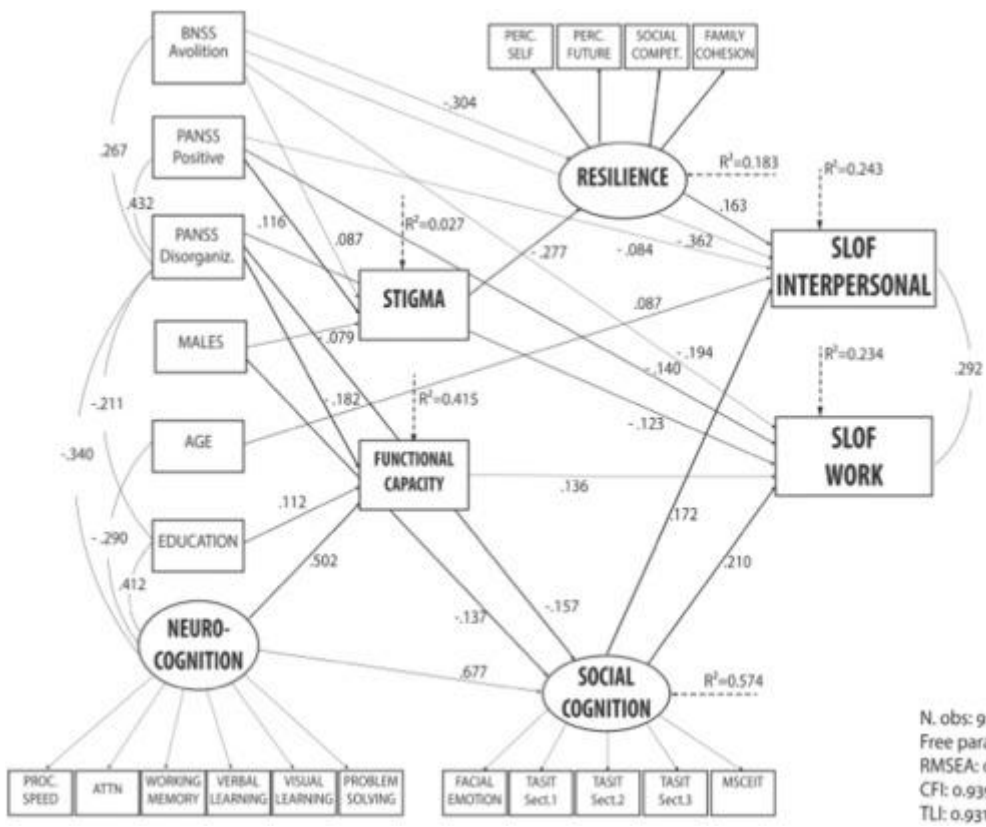 BNSS
Avolition
PERC.
SELF
PERC.
FUTURE
SOCIAL
COMPET.
FAMILY
COHESION
-.304
.267
PANSS
Positive
RESILIENCE
R²=0.183
R²=0.243
.432
.116
.163
PANSS
Disorganiz.
.087
R²=0.027
-.277
-.084
-.362
SLOF
INTERPERSONAL
STIGMA
.087
MALES
-.079
-.194
-.140
R²=0.234
.292
-.211
-.182
R²=0.415
-.123
-.340
AGE
FUNCTIONAL
CAPACITY
SLOF
WORK
.112
.136
.172
-.290
EDUCATION
.502
.210
.412
-.157
-.137
NEURO-
COGNITION
.677
SOCIAL
COGNITION
R²=0.574
N. obs: 9
Free para
RMSEA:
CFI: 0.939
TLI: 0.931
PROC.
SPEED
ATTN
WORKING
MEMORY
VERBAL
LEARNING
VISUAL
LEARNING
PROBLEM
SOLVING
FACIAL
EMOTION
TASIT
Sect.1
TASIT
Sect.2
TASIT
Sect.3
MSCEIT